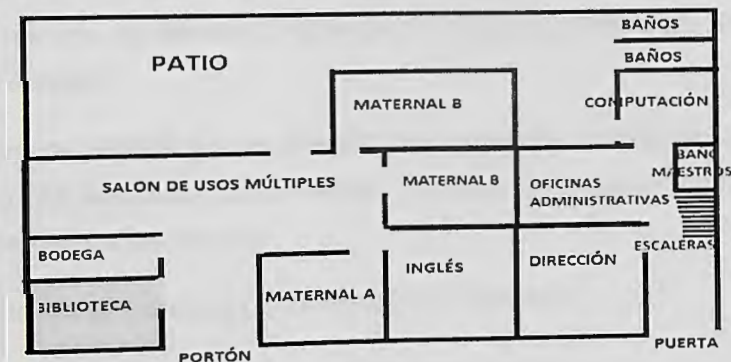 BAÑOS
PATIO
BAÑOS
MATERNAL B
COMPUTACIÓN
SALON DE USOS MÚLTIPLES
MATERNAL B
OFICINAS
ADMINISTRATIVAS
BANO
MAESTROS
BODEGA
ESCALERAS
INGLÉS
DIRECCIÓN
BIBLIOTECA
MATERNAL A
PORTÓN
PUERTA